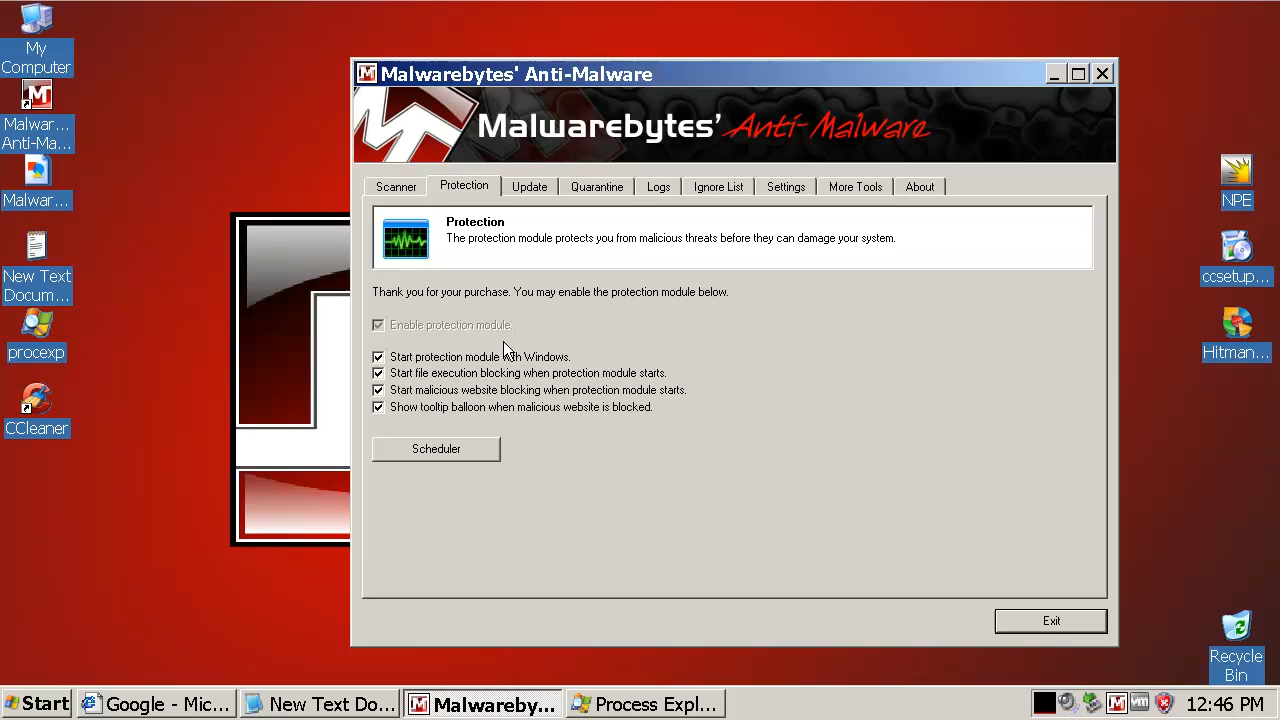 My
Computer
Malwar...
Anti-Ma...
Malwar...
New Text
Docum...
procexp
CCleaner
Malwarebytes' Anti-Malware
Malwarebytes' Anti-Malware
Scanner
Protection
Update
Quarantine
Logs
Ignore List
Settings
More Tools
About
Protection
The protection module protects you from malicious threats before they can damage your system.
Thank you for your purchase. You may enable the protection module below.
Enable protection module.
Start protection module with Windows.
Start file execution blocking when protection module starts.
Start malicious website blocking when protection module starts.
Show tooltip balloon when malicious website is blocked.
Scheduler
Exit
NPE
ccsetup...
Hitman...
Recycle
Bin
Start
Google - Mic...
New Text Do...
Malwareby...
Process Expl...
vm
12:46 PM